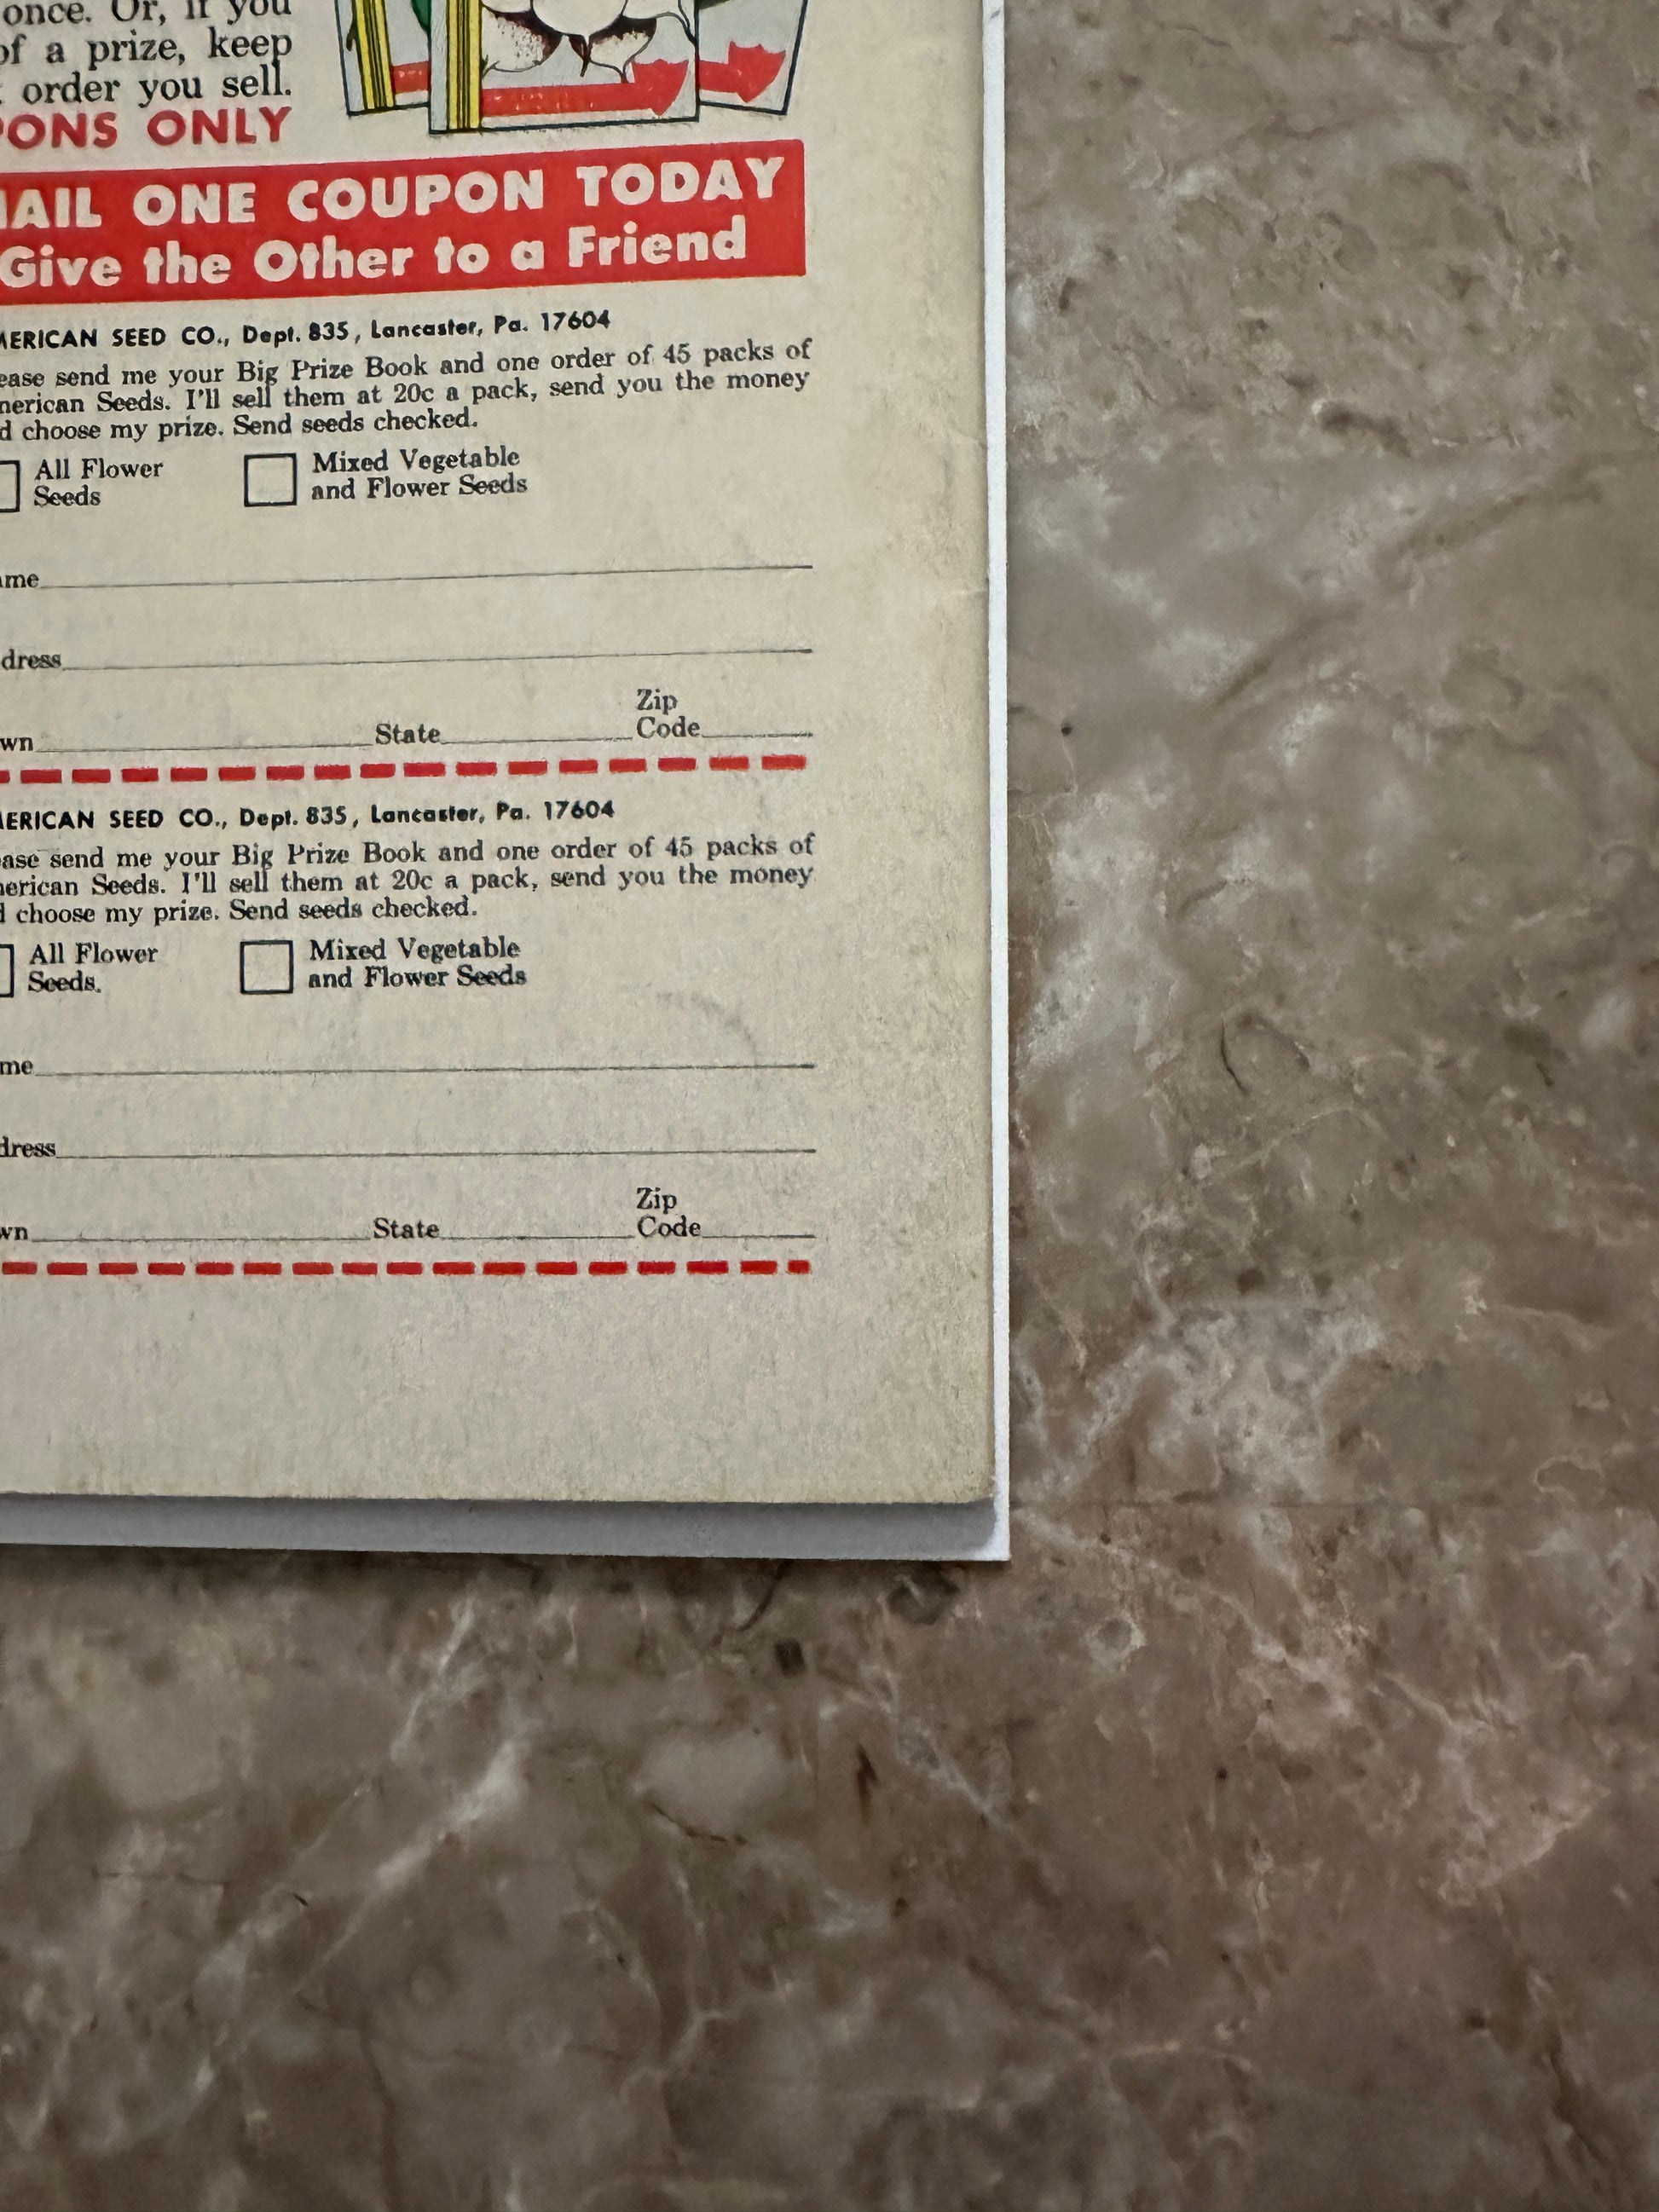 once. Or, if you
of a prize, keep
order you sell.
PONS ONLY
MAIL ONE COUPON TODAY
Give the Other to a Friend
MERICAN SEED CO., Dept. 835, Lancaster, Pa. 17604
ease send me your Big Prize Book and one order of 45 packs of
merican Seeds. I'll sell them at 20c a pack, send you the money
d choose my prize. Send seeds checked.
All Flower
Seeds
Mixed Vegetable
and Flower Seeds
ame
dress
wn State Zip Code
MERICAN SEED CO., Dept. 835, Lancaster, Pa. 17604
ease send me your Big Prize Book and one order of 45 packs of
merican Seeds. I'll sell them at 20c a pack, send you the money
d choose my prize. Send seeds checked.
All Flower
Seeds.
Mixed Vegetable
and Flower Seeds
me
dress
wn State Zip Code